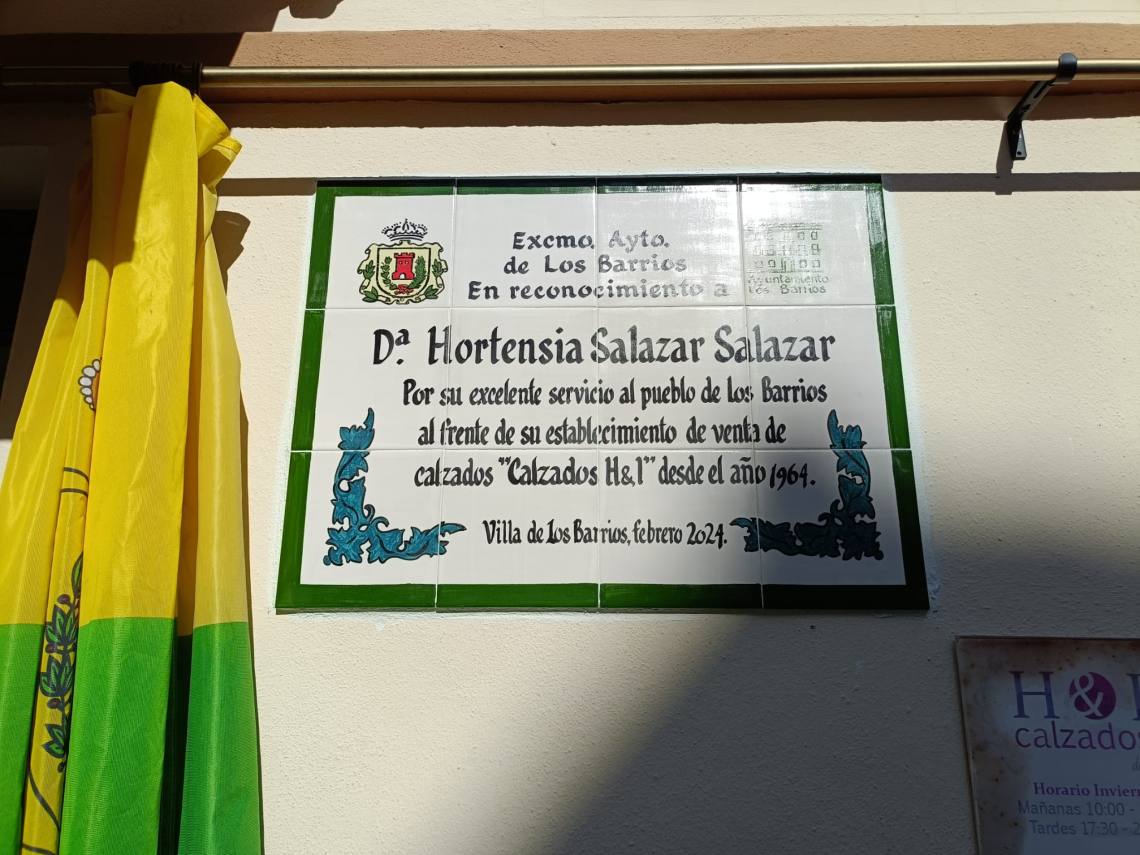 Excmo. Ayto.
de Los Barrios
En reconocimiento a
Ayuntamiento
Los Barrios
Dª. Hortensia Salazar Salazar
Por su excelente servicio al pueblo de los Barrios
al frente de su establecimiento de venta de
calzados "Calzados H&I" desde el año 1964.
Villa de Los Barrios, febrero 2024.
H&
calzado
Horario
Mañanas 10:00 -
Tardes 17:30 -